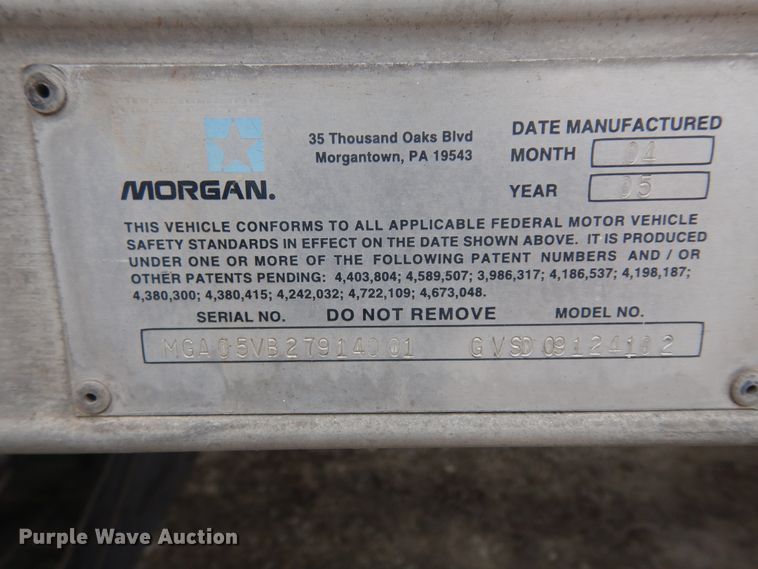 35 Thousand Oaks Blvd
Morgantown, PA 19543
DATE MANUFACTURED
MONTH 04
YEAR 05
MORGAN.
THIS VEHICLE CONFORMS TO ALL APPLICABLE FEDERAL MOTOR VEHICLE
SAFETY STANDARDS IN EFFECT ON THE DATE SHOWN ABOVE. IT IS PRODUCED
UNDER ONE OR MORE OF THE FOLLOWING PATENT NUMBERS AND / OR
OTHER PATENTS PENDING: 4,403,804; 4,589,507; 3,986,317; 4,186,537; 4,198,187;
4,380,300; 4,380,415; 4,242,032; 4,722,109; 4,673,048.
SERIAL NO. DO NOT REMOVE MODEL NO.
MGA05VB27914001 GVSD09124102
Purple Wave Auction